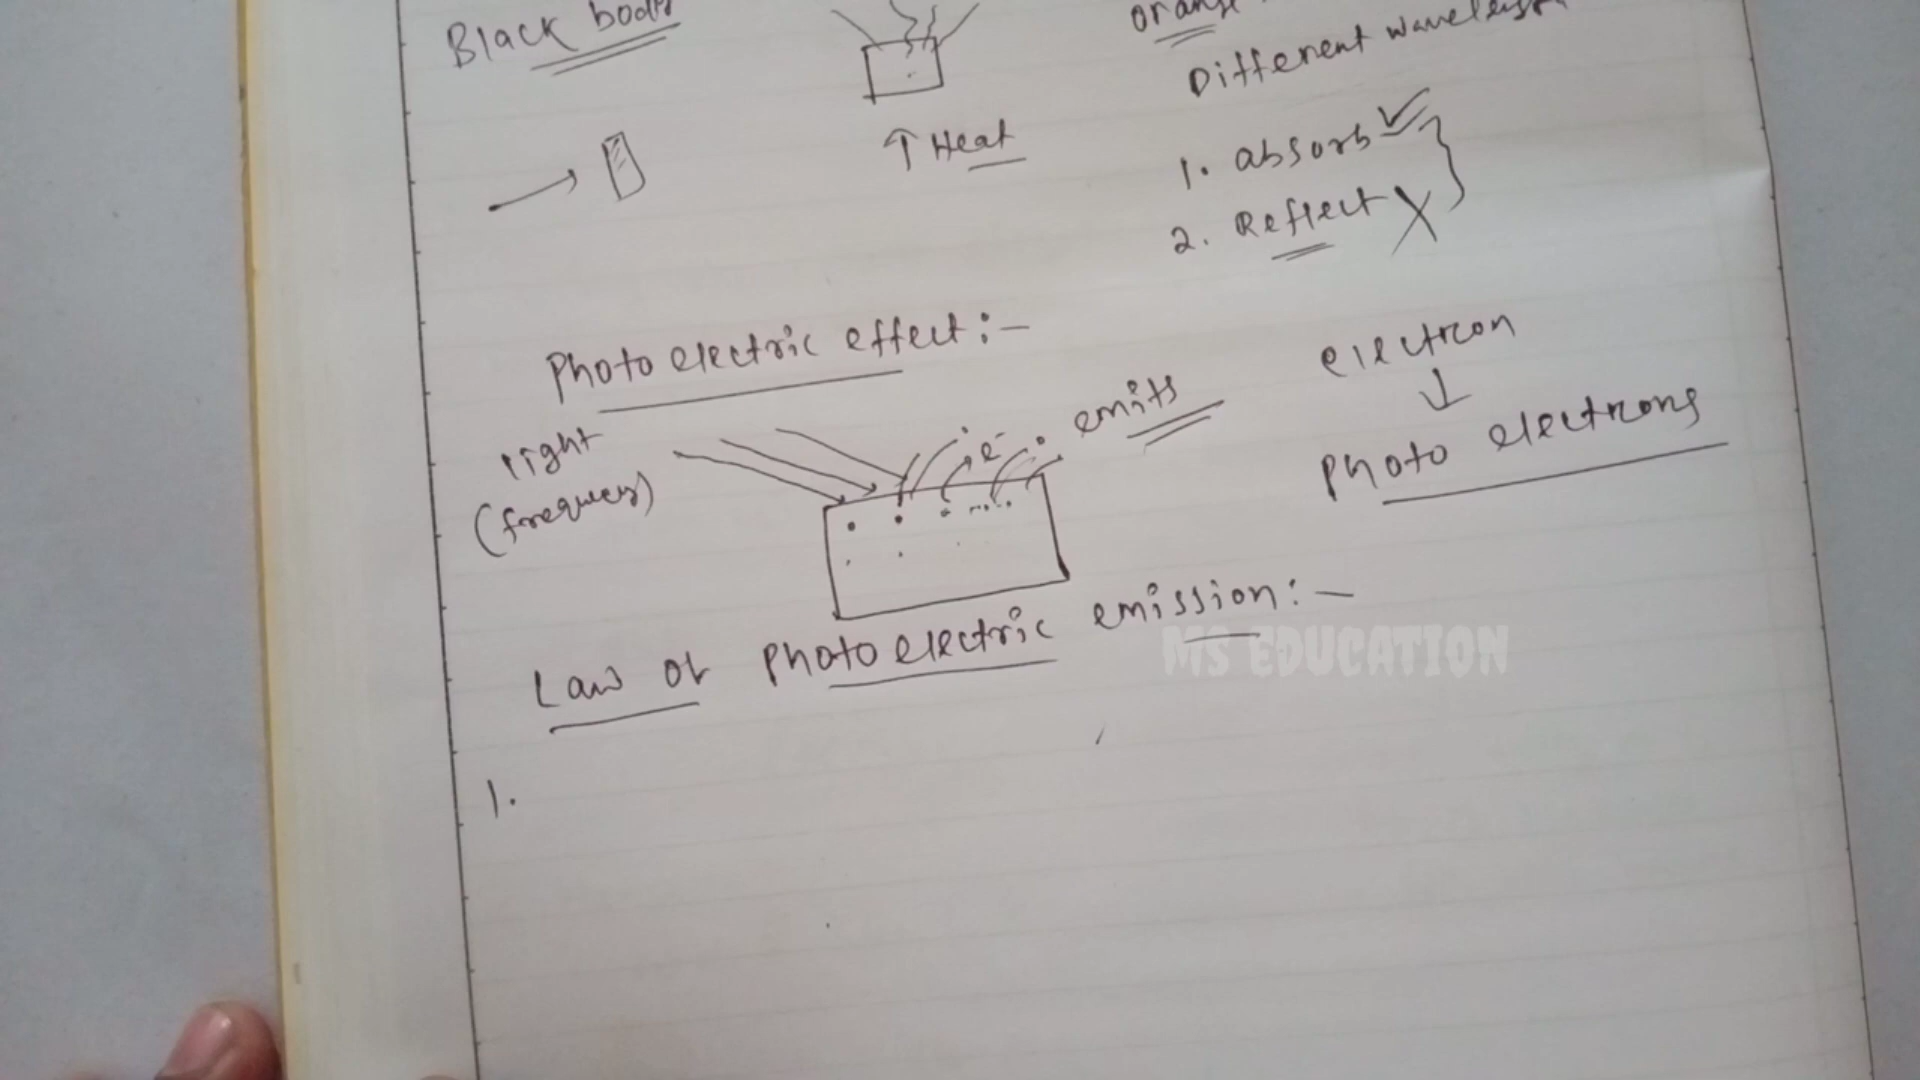 Black body
orange
Different wavelength
↑ Heat
1. absorb ✓
2. Reflect X
Photo electric effect:-
electron
↓
Photo electrons
light
(frequency)
e-
emits
Law of Photo electric emission:-
MS EDUCATION
1.